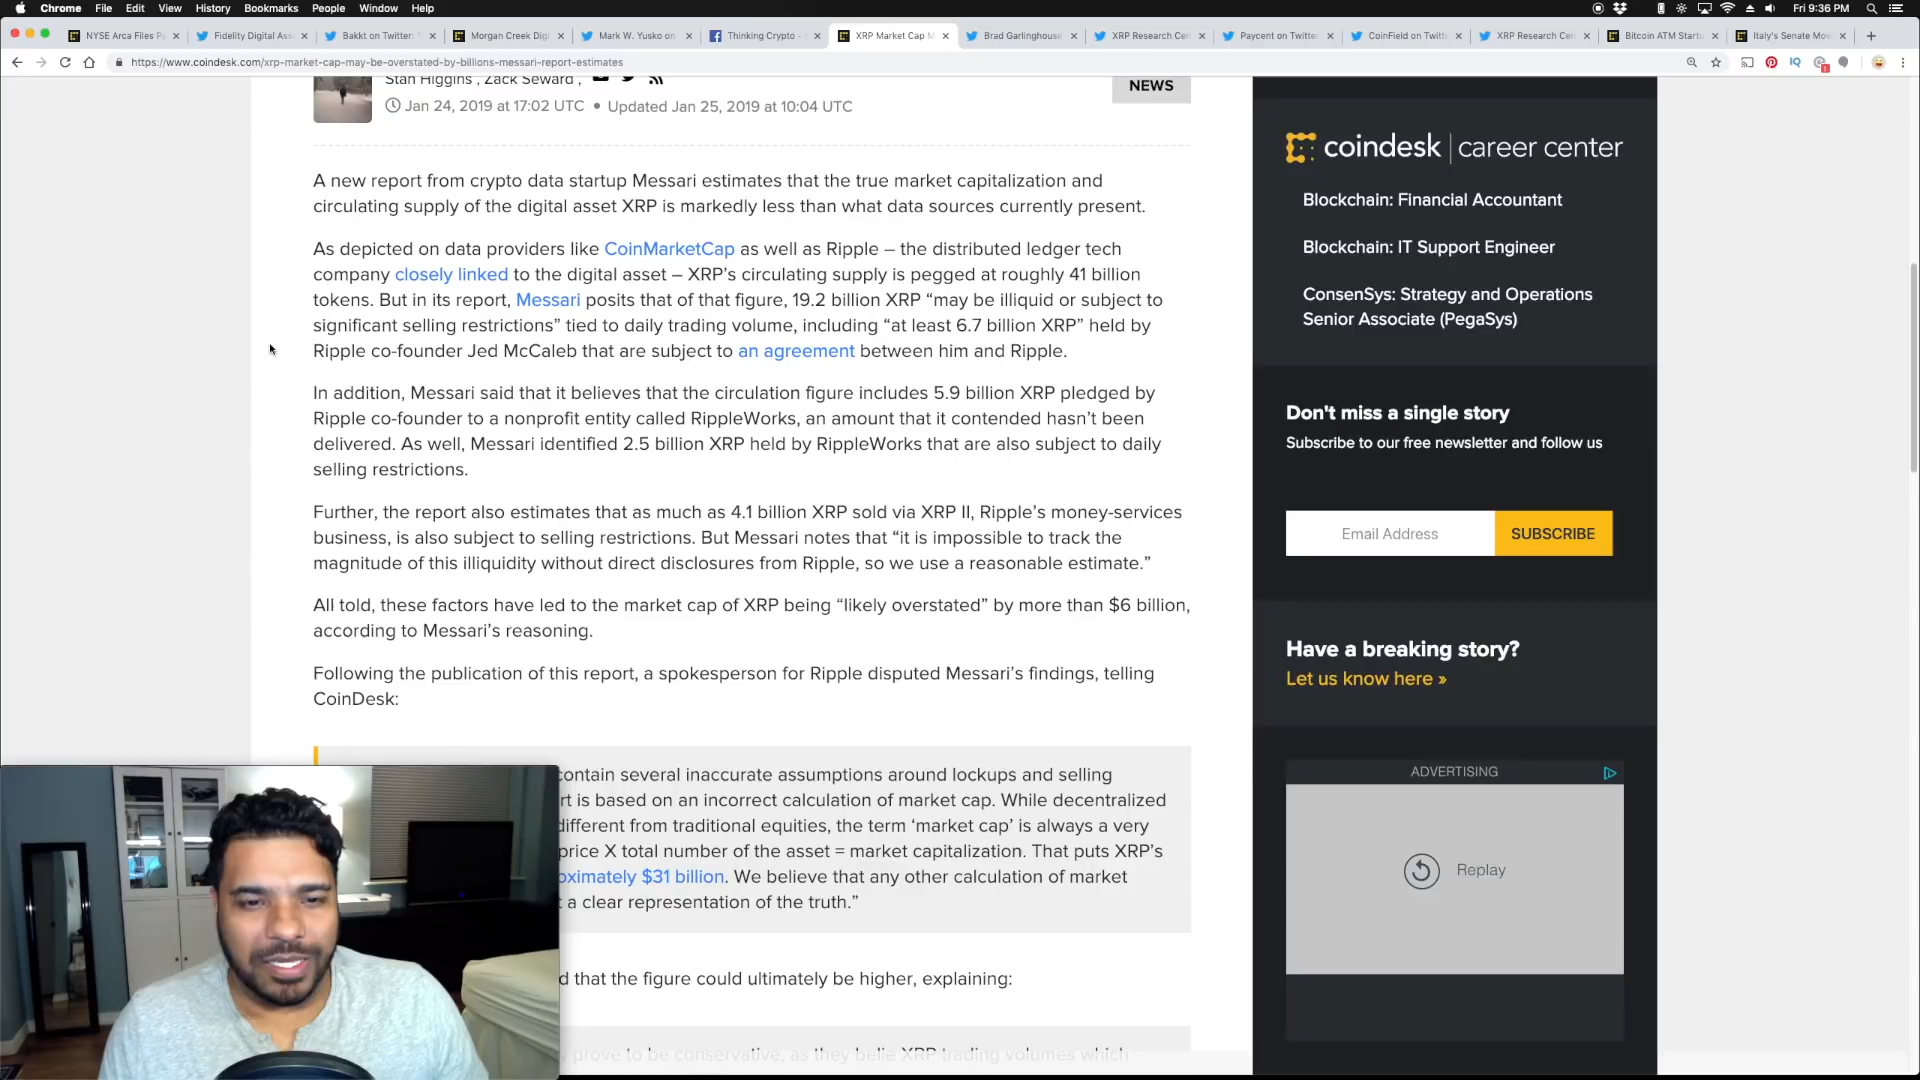 Chrome File Edit View History Bookmarks People Window Help
Fri 9:36 PM
NYSE Arca Files Pa
Fidelity Digital Ass
Bakkt on Twitter: "
Morgan Creek Digi
Mark W. Yusko on
Thinking Crypto -
XRP Market Cap M
Brad Garlinghouse
XRP Research Cen
Paycent on Twitter
CoinField on Twitte
XRP Research Cen
Bitcoin ATM Startu
Italy's Senate Mov
https://www.coindesk.com/xrp-market-cap-may-be-overstated-by-billions-messari-report-estimates
Stan Higgins , Zack Seward ,
Jan 24, 2019 at 17:02 UTC • Updated Jan 25, 2019 at 10:04 UTC
NEWS
A new report from crypto data startup Messari estimates that the true market capitalization and
circulating supply of the digital asset XRP is markedly less than what data sources currently present.
As depicted on data providers like CoinMarketCap as well as Ripple – the distributed ledger tech
company closely linked to the digital asset – XRP’s circulating supply is pegged at roughly 41 billion
tokens. But in its report, Messari posits that of that figure, 19.2 billion XRP “may be illiquid or subject to
significant selling restrictions” tied to daily trading volume, including “at least 6.7 billion XRP” held by
Ripple co-founder Jed McCaleb that are subject to an agreement between him and Ripple.
In addition, Messari said that it believes that the circulation figure includes 5.9 billion XRP pledged by
Ripple co-founder to a nonprofit entity called RippleWorks, an amount that it contended hasn’t been
delivered. As well, Messari identified 2.5 billion XRP held by RippleWorks that are also subject to daily
selling restrictions.
Further, the report also estimates that as much as 4.1 billion XRP sold via XRP II, Ripple’s money-services
business, is also subject to selling restrictions. But Messari notes that “it is impossible to track the
magnitude of this illiquidity without direct disclosures from Ripple, so we use a reasonable estimate.”
All told, these factors have led to the market cap of XRP being “likely overstated” by more than $6 billion,
according to Messari’s reasoning.
Following the publication of this report, a spokesperson for Ripple disputed Messari’s findings, telling
CoinDesk:
contain several inaccurate assumptions around lockups and selling
rt is based on an incorrect calculation of market cap. While decentralized
different from traditional equities, the term ‘market cap’ is always a very
price X total number of the asset = market capitalization. That puts XRP’s
oximately $31 billion. We believe that any other calculation of market
t a clear representation of the truth.”
d that the figure could ultimately be higher, explaining:
y prove to be conservative, as they belie XRP trading volumes which
coindesk | career center
Blockchain: Financial Accountant
Blockchain: IT Support Engineer
ConsenSys: Strategy and Operations
Senior Associate (PegaSys)
Don't miss a single story
Subscribe to our free newsletter and follow us
Email Address
SUBSCRIBE
Have a breaking story?
Let us know here »
ADVERTISING
Replay